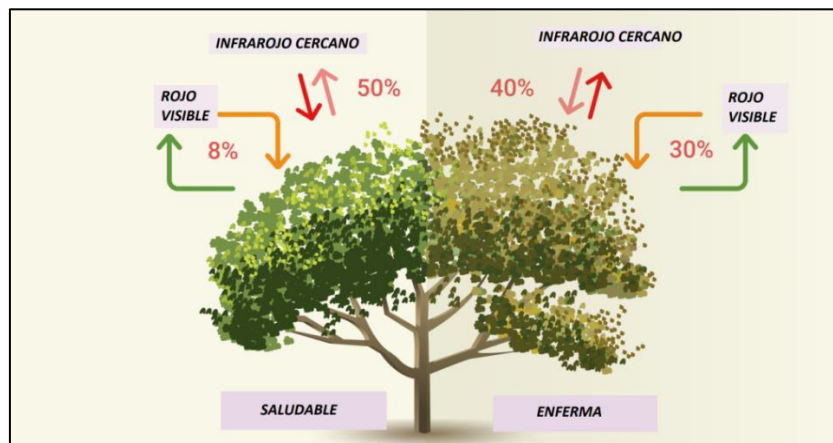 INFRAROJO CERCANO
INFRAROJO CERCANO
50%
40%
ROJO
VISIBLE
ROJO
VISIBLE
8%
30%
SALUDABLE
ENFERMA